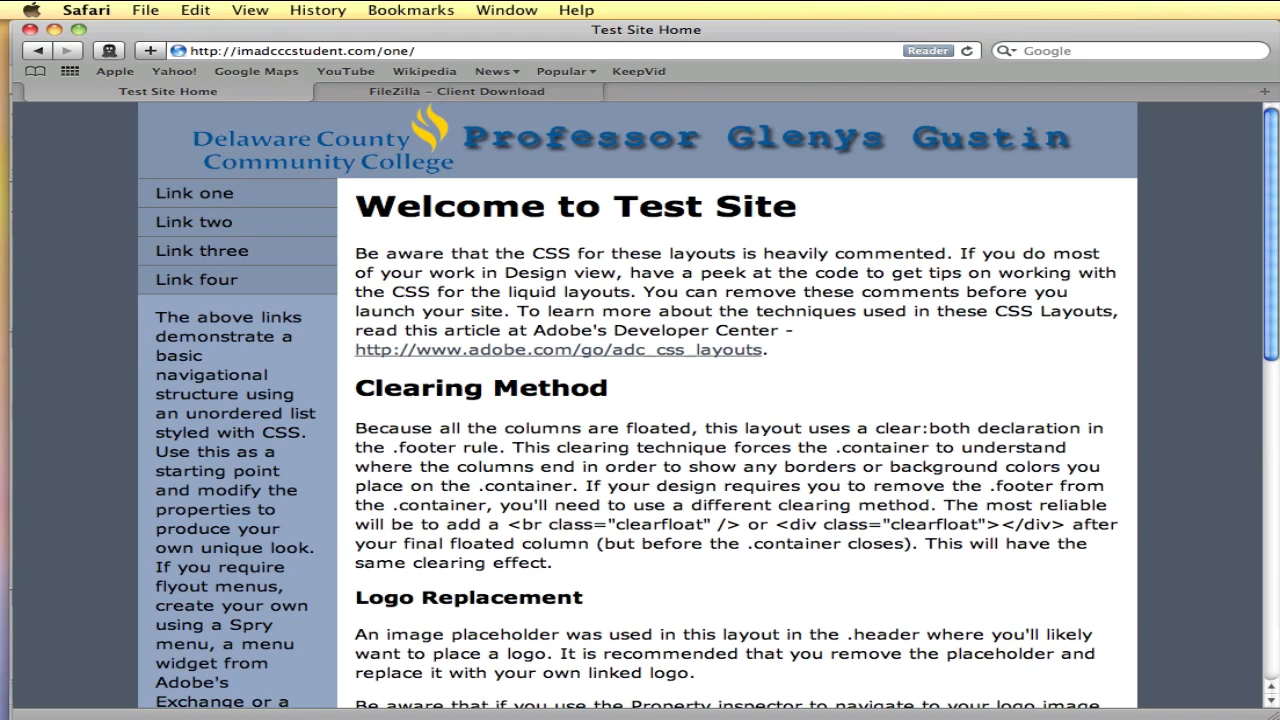 Safari File Edit View History Bookmarks Window Help
Test Site Home
http://imadcccstudent.com/one/ Reader Google
Apple Yahoo! Google Maps YouTube Wikipedia News Popular KeepVid
Test Site Home FileZilla - Client Download
Delaware County
Community College
Professor Glenys Gustin
Link one
Link two
Link three
Link four
The above links
demonstrate a
basic
navigational
structure using
an unordered list
styled with CSS.
Use this as a
starting point
and modify the
properties to
produce your
own unique look.
If you require
flyout menus,
create your own
using a Spry
menu, a menu
widget from
Adobe's
Exchange or a
Welcome to Test Site
Be aware that the CSS for these layouts is heavily commented. If you do most
of your work in Design view, have a peek at the code to get tips on working with
the CSS for the liquid layouts. You can remove these comments before you
launch your site. To learn more about the techniques used in these CSS Layouts,
read this article at Adobe's Developer Center -
http://www.adobe.com/go/adc_css_layouts.
Clearing Method
Because all the columns are floated, this layout uses a clear:both declaration in
the .footer rule. This clearing technique forces the .container to understand
where the columns end in order to show any borders or background colors you
place on the .container. If your design requires you to remove the .footer from
the .container, you'll need to use a different clearing method. The most reliable
will be to add a <br class="clearfloat" /> or <div class="clearfloat"></div> after
your final floated column (but before the .container closes). This will have the
same clearing effect.
Logo Replacement
An image placeholder was used in this layout in the .header where you'll likely
want to place a logo. It is recommended that you remove the placeholder and
replace it with your own linked logo.
Be aware that if you use the Property inspector to navigate to your logo image